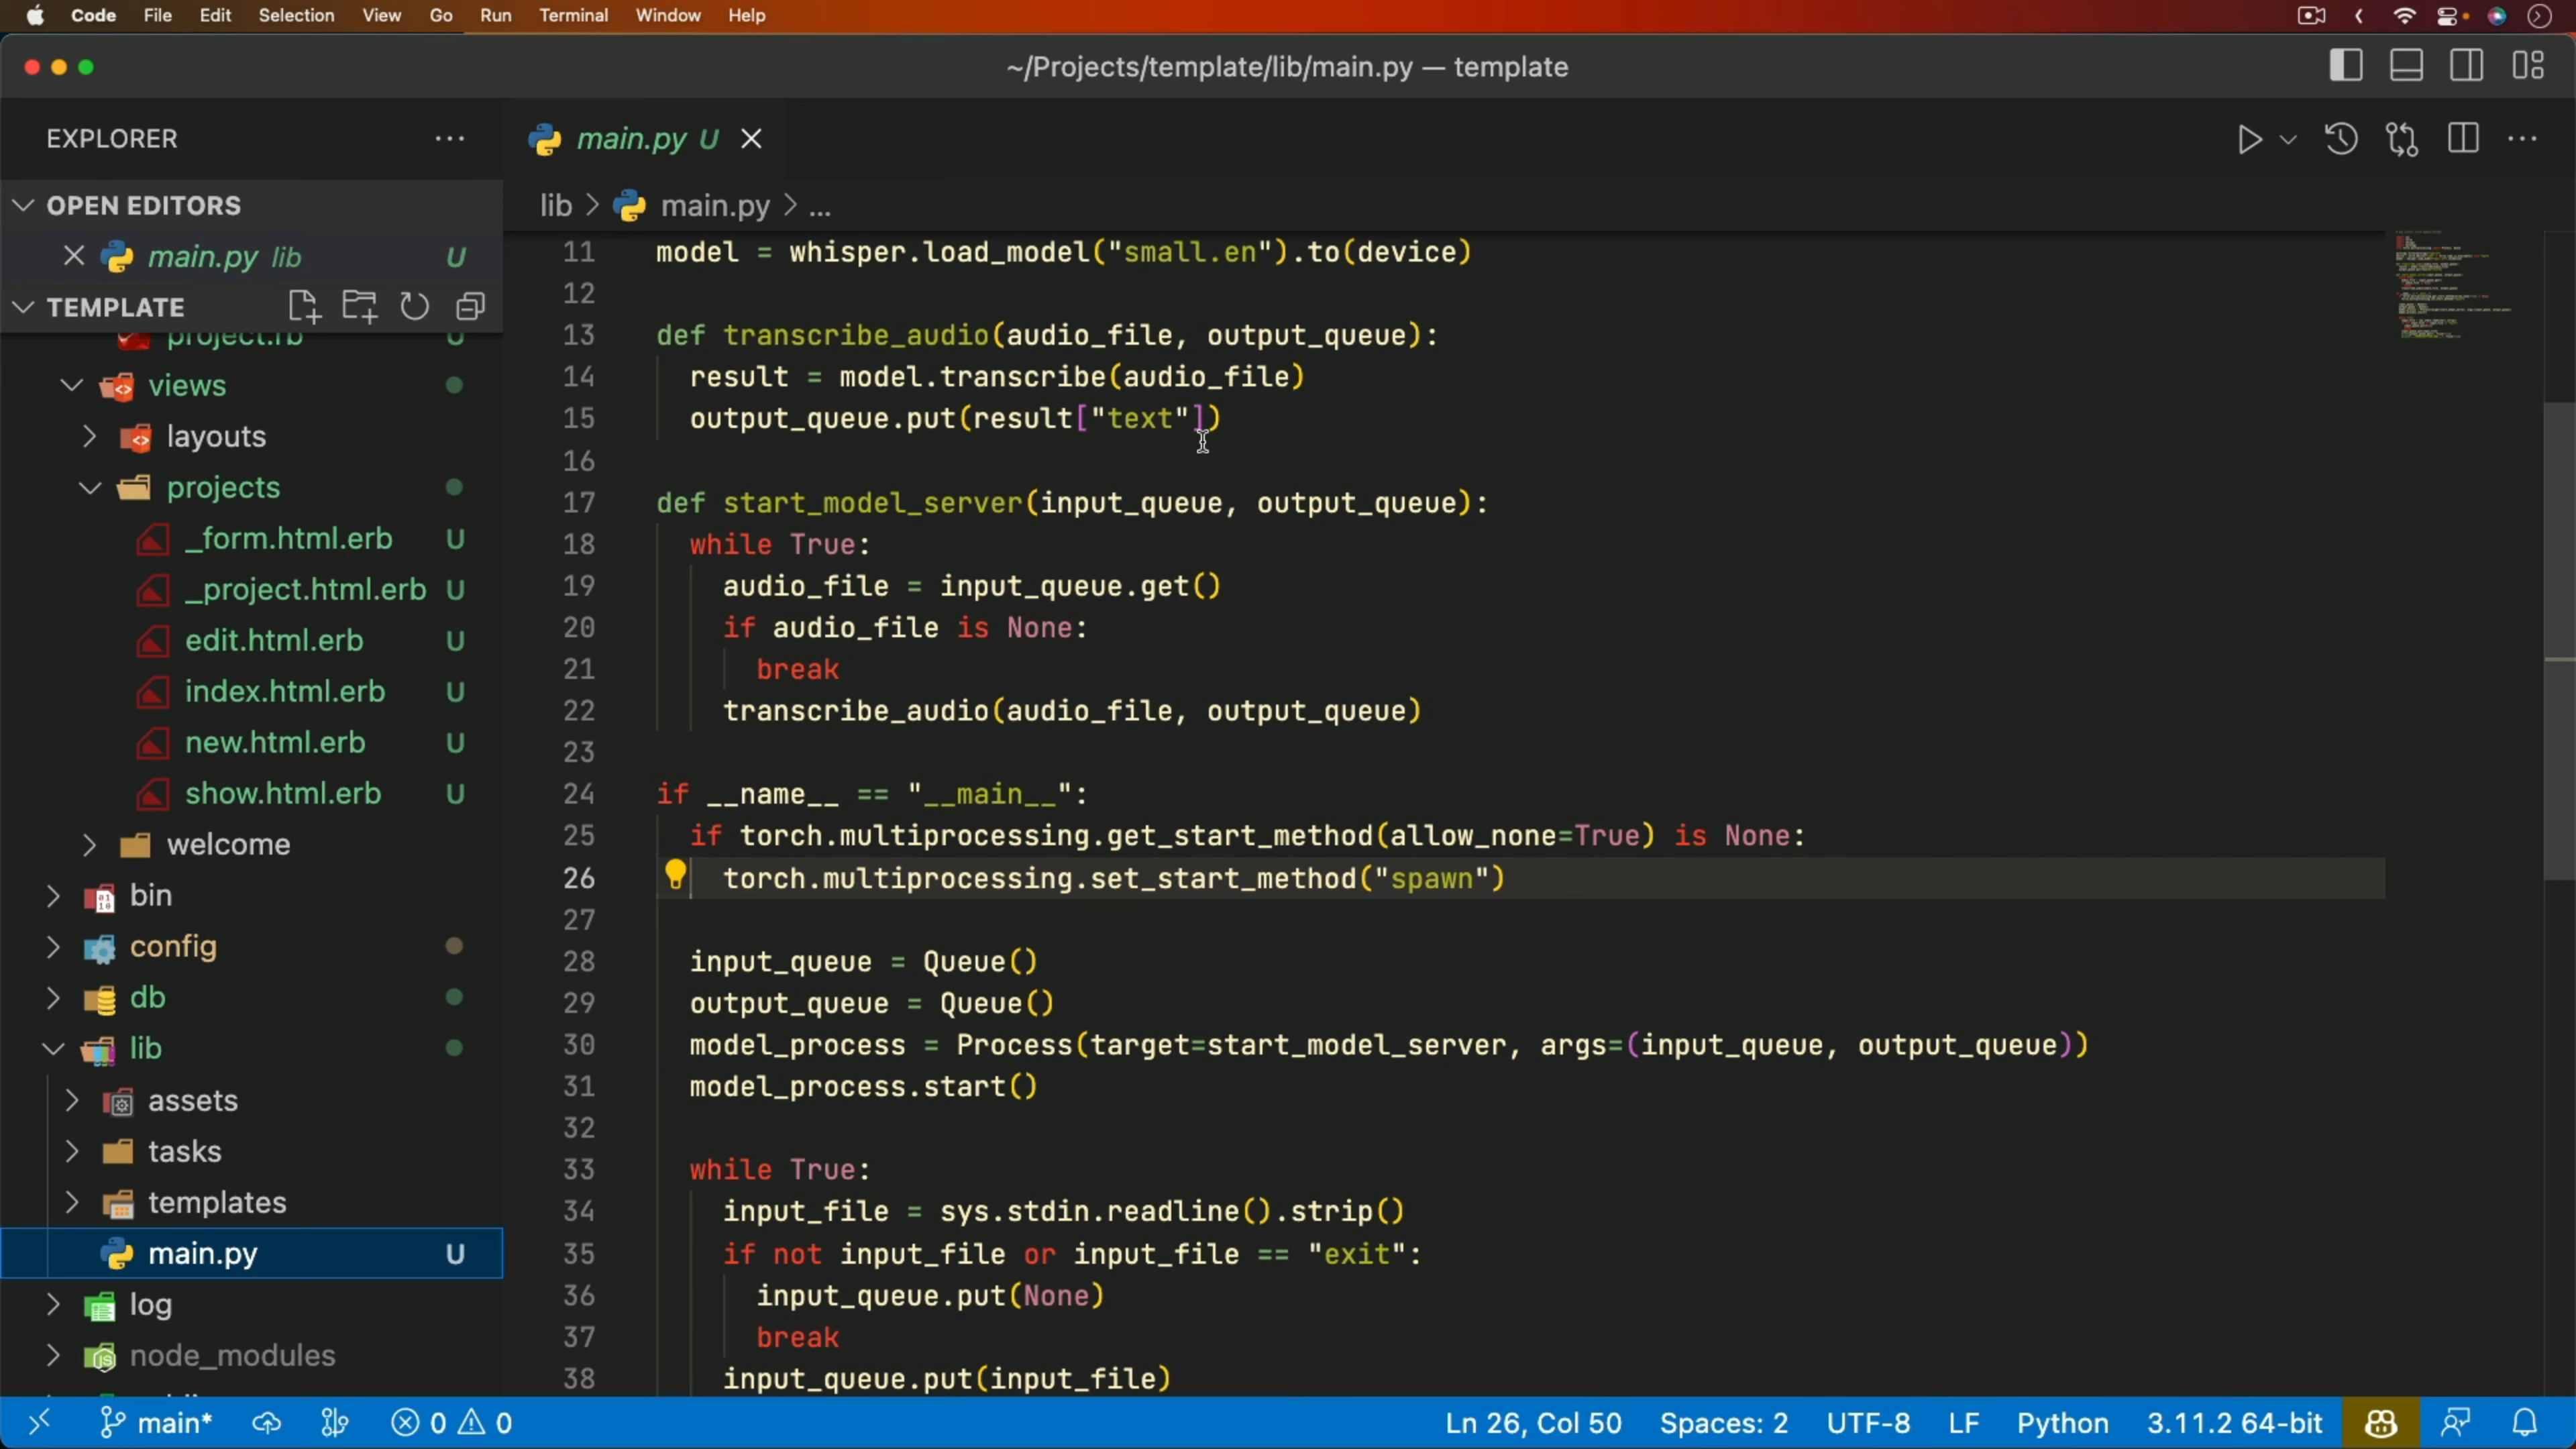 Code File Edit Selection View Go Run Terminal Window Help
~/Projects/template/lib/main.py — template
EXPLORER
OPEN EDITORS
main.py lib U
TEMPLATE
project.rb U
views
layouts
projects
_form.html.erb U
_project.html.erb U
edit.html.erb U
index.html.erb U
new.html.erb U
show.html.erb U
welcome
bin
config
db
lib
assets
tasks
templates
main.py U
log
node_modules
main.py U
lib > main.py > ...
11 model = whisper.load_model("small.en").to(device)
12
13 def transcribe_audio(audio_file, output_queue):
14 result = model.transcribe(audio_file)
15 output_queue.put(result["text"])
16
17 def start_model_server(input_queue, output_queue):
18 while True:
19 audio_file = input_queue.get()
20 if audio_file is None:
21 break
22 transcribe_audio(audio_file, output_queue)
23
24 if __name__ == "__main__":
25 if torch.multiprocessing.get_start_method(allow_none=True) is None:
26 torch.multiprocessing.set_start_method("spawn")
27
28 input_queue = Queue()
29 output_queue = Queue()
30 model_process = Process(target=start_model_server, args=(input_queue, output_queue))
31 model_process.start()
32
33 while True:
34 input_file = sys.stdin.readline().strip()
35 if not input_file or input_file == "exit":
36 input_queue.put(None)
37 break
38 input_queue.put(input_file)
main* 0 0 Ln 26, Col 50 Spaces: 2 UTF-8 LF Python 3.11.2 64-bit